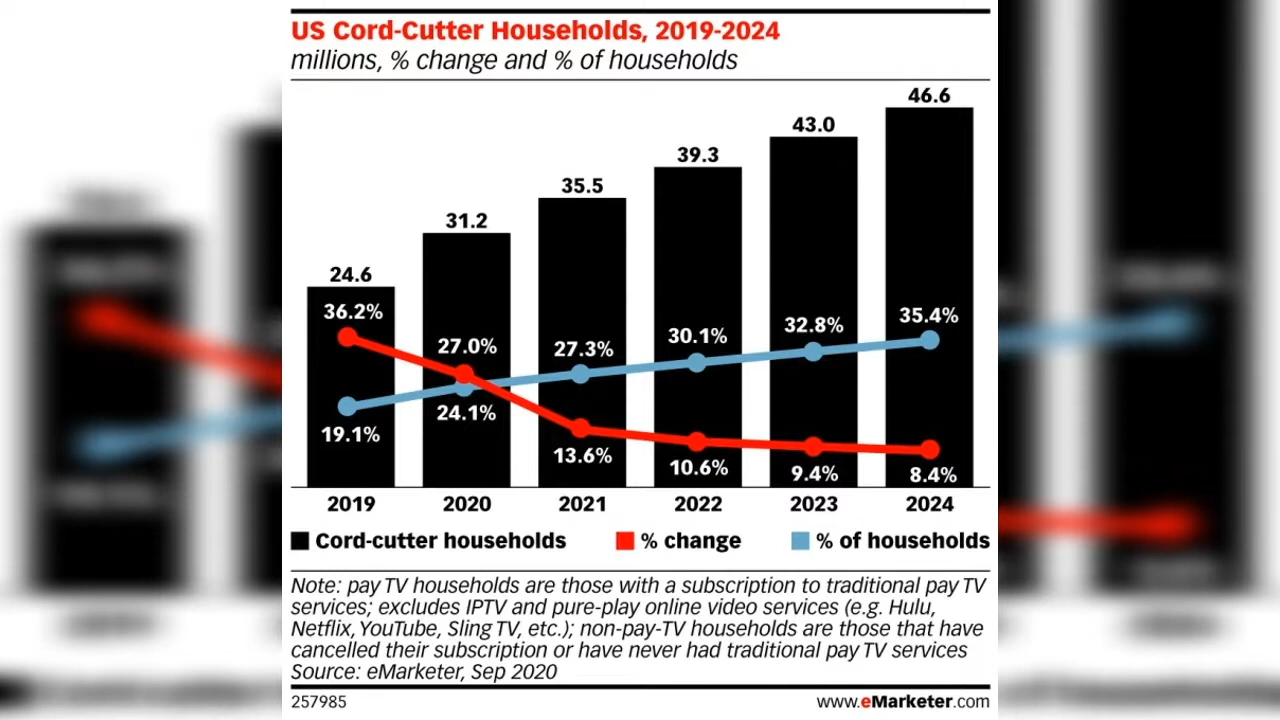 US Cord-Cutter Households, 2019-2024
millions, % change and % of households
46.6
43.0
39.3
35.5
31.2
24.6
36.2%
27.0%
27.3%
30.1%
32.8%
35.4%
19.1%
24.1%
13.6%
10.6%
9.4%
8.4%
2019 2020 2021 2022 2023 2024
Cord-cutter households % change % of households
Note: pay TV households are those with a subscription to traditional pay TV
services; excludes IPTV and pure-play online video services (e.g. Hulu,
Netflix, YouTube, Sling TV, etc.); non-pay-TV households are those that have
cancelled their subscription or have never had traditional pay TV services
Source: eMarketer, Sep 2020
257985 www.eMarketer.com